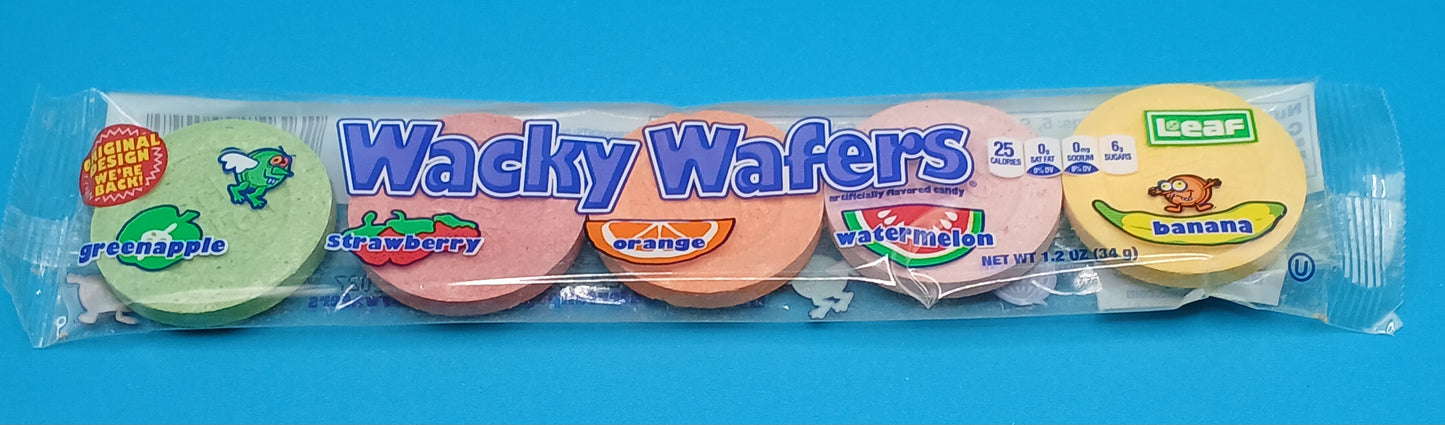 ORIGINAL
DESIGN
WE'RE
BACK!
greenapple
Wacky Wafers®
artificially flavored candy
strawberry
orange
watermelon
25
CALORIES
0g
SAT FAT
0% DV
0mg
SODIUM
0% DV
6g
SUGARS
NET WT 1.2 OZ (34 g)
Leaf
banana
U